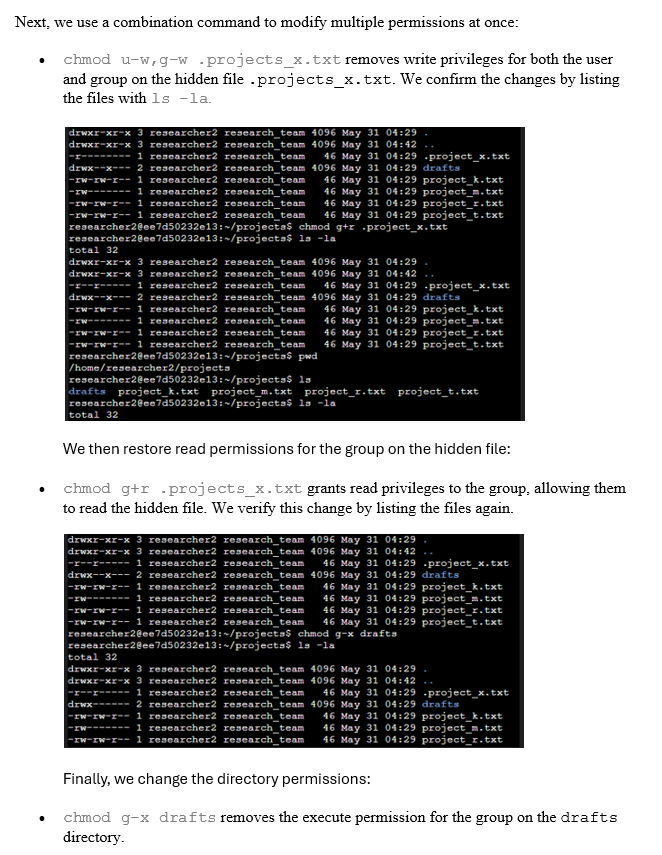 Next, we use a combination command to modify multiple permissions at once:
• chmod u-w,g-w .projects_x.txt removes write privileges for both the user
and group on the hidden file .projects_x.txt. We confirm the changes by listing
the files with ls -la.
drwxr-xr-x 3 researcher2 research_team 4096 May 31 04:29 .
drwxr-xr-x 3 researcher2 research_team 4096 May 31 04:42 ..
-r-------- 1 researcher2 research_team 46 May 31 04:29 .project_x.txt
drwx--x--- 2 researcher2 research_team 4096 May 31 04:29 drafts
-rw-rw-r-- 1 researcher2 research_team 46 May 31 04:29 project_k.txt
-rw------- 1 researcher2 research_team 46 May 31 04:29 project_m.txt
-rw-rw-r-- 1 researcher2 research_team 46 May 31 04:29 project_r.txt
-rw-rw-r-- 1 researcher2 research_team 46 May 31 04:29 project_t.txt
researcher2@ee7d50232e13:~/projects$ chmod g+r .project_x.txt
researcher2@ee7d50232e13:~/projects$ ls -la
total 32
drwxr-xr-x 3 researcher2 research_team 4096 May 31 04:29 .
drwxr-xr-x 3 researcher2 research_team 4096 May 31 04:42 ..
-r--r----- 1 researcher2 research_team 46 May 31 04:29 .project_x.txt
drwx--x--- 2 researcher2 research_team 4096 May 31 04:29 drafts
-rw-rw-r-- 1 researcher2 research_team 46 May 31 04:29 project_k.txt
-rw------- 1 researcher2 research_team 46 May 31 04:29 project_m.txt
-rw-rw-r-- 1 researcher2 research_team 46 May 31 04:29 project_r.txt
-rw-rw-r-- 1 researcher2 research_team 46 May 31 04:29 project_t.txt
researcher2@ee7d50232e13:~/projects$ pwd
/home/researcher2/projects
researcher2@ee7d50232e13:~/projects$ ls
drafts project_k.txt project_m.txt project_r.txt project_t.txt
researcher2@ee7d50232e13:~/projects$ ls -la
total 32
We then restore read permissions for the group on the hidden file:
• chmod g+r .projects_x.txt grants read privileges to the group, allowing them
to read the hidden file. We verify this change by listing the files again.
drwxr-xr-x 3 researcher2 research_team 4096 May 31 04:29 .
drwxr-xr-x 3 researcher2 research_team 4096 May 31 04:42 ..
-r--r----- 1 researcher2 research_team 46 May 31 04:29 .project_x.txt
drwx--x--- 2 researcher2 research_team 4096 May 31 04:29 drafts
-rw-rw-r-- 1 researcher2 research_team 46 May 31 04:29 project_k.txt
-rw------- 1 researcher2 research_team 46 May 31 04:29 project_m.txt
-rw-rw-r-- 1 researcher2 research_team 46 May 31 04:29 project_r.txt
-rw-rw-r-- 1 researcher2 research_team 46 May 31 04:29 project_t.txt
researcher2@ee7d50232e13:~/projects$ chmod g-x drafts
researcher2@ee7d50232e13:~/projects$ ls -la
total 32
drwxr-xr-x 3 researcher2 research_team 4096 May 31 04:29 .
drwxr-xr-x 3 researcher2 research_team 4096 May 31 04:42 ..
-r--r----- 1 researcher2 research_team 46 May 31 04:29 .project_x.txt
drwx------ 2 researcher2 research_team 4096 May 31 04:29 drafts
-rw-rw-r-- 1 researcher2 research_team 46 May 31 04:29 project_k.txt
-rw------- 1 researcher2 research_team 46 May 31 04:29 project_m.txt
-rw-rw-r-- 1 researcher2 research_team 46 May 31 04:29 project_r.txt
Finally, we change the directory permissions:
• chmod g-x drafts removes the execute permission for the group on the drafts
directory.